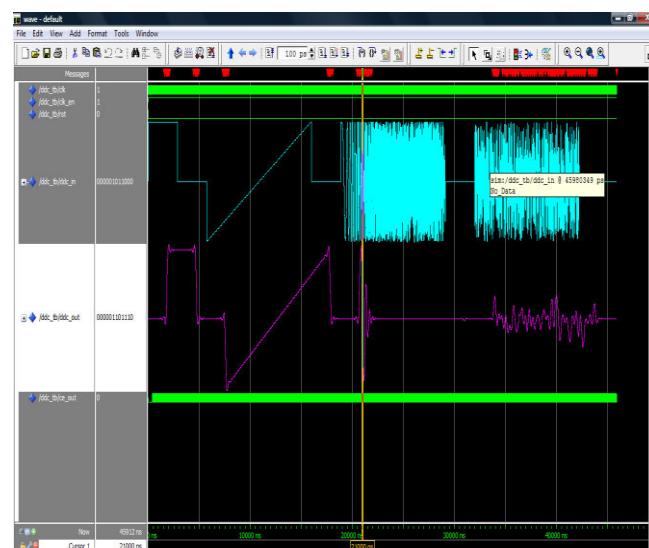 wave - default
File Edit View Add Format Tools Window
100 ps
Messages
/ddc_tb/clk 1
/ddc_tb/clk_en 1
/ddc_tb/rst 0
/ddc_tb/ddc_in 000001011000
sim:/ddc_tb/ddc_in @ 45980349 ps
No_Data
/ddc_tb/ddc_out 000001101110
/ddc_tb/ce_out 0
Now 45912 ns
ns 10000 ns 20000 ns 30000 ns 40000 ns
Cursor 1 21000 ns 21000 ns